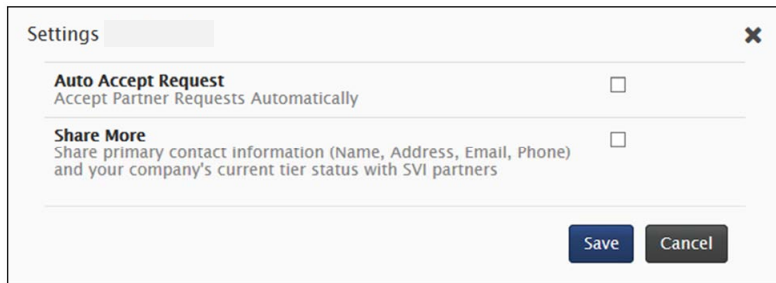 Settings
Auto Accept Request
Accept Partner Requests Automatically
Share More
Share primary contact information (Name, Address, Email, Phone)
and your company's current tier status with SVI partners
Save Cancel